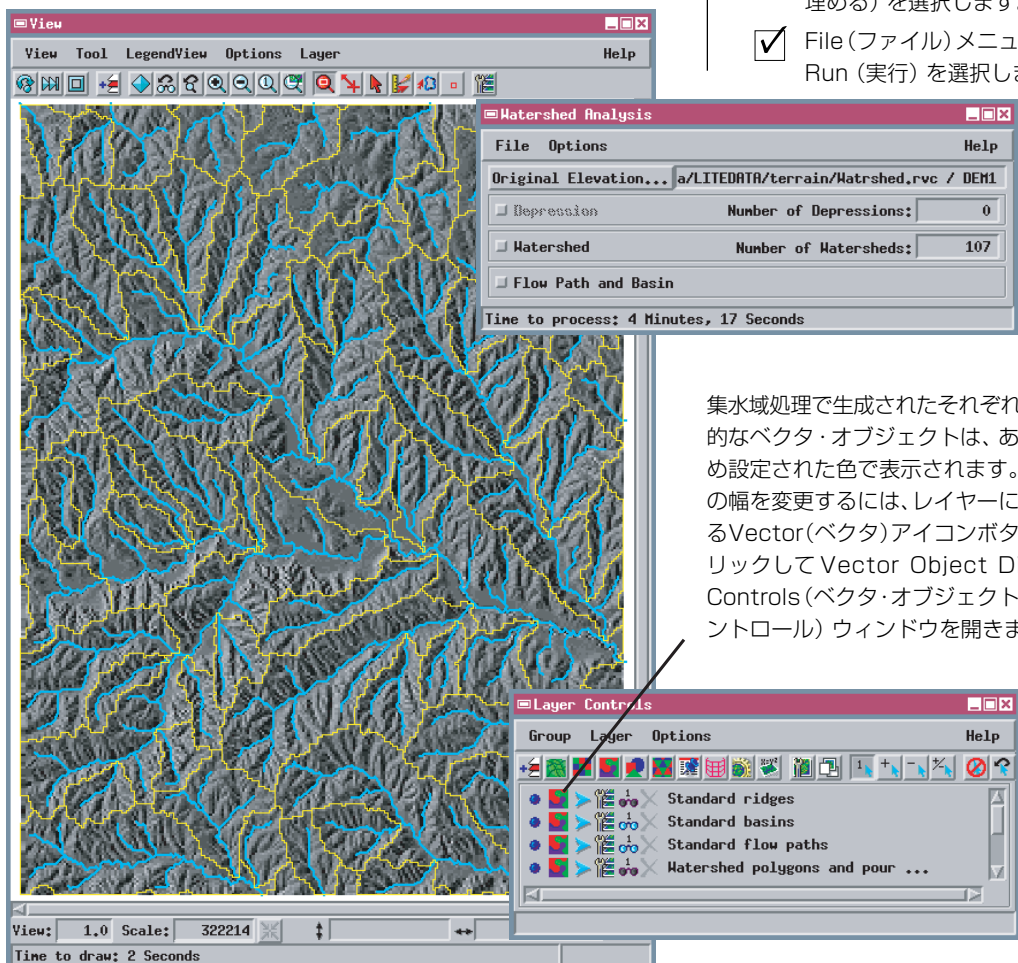 埋める）を選択します
File（ファイル）メニュ
Run（実行）を選択しま
View
View Tool LegendView Options Layer Help
Watershed Analysis
File Options Help
Original Elevation... a/LITEDATA/terrain/Watrshed.rvc / DEM1
Depression Number of Depressions: 0
Watershed Number of Watersheds: 107
Flow Path and Basin
Time to process: 4 Minutes, 17 Seconds
集水域処理で生成されたそれぞれ
的なベクタ・オブジェクトは、あ
め設定された色で表示されます。
の幅を変更するには、レイヤーに
るVector（ベクタ）アイコンボタ
リックして Vector Object D
Controls（ベクタ・オブジェクト
ントロール）ウィンドウを開きま
Layer Controls
Group Layer Options Help
Standard ridges
Standard basins
Standard flow paths
Watershed polygons and pour ...
View: 1.0 Scale: 322214
Time to draw: 2 Seconds